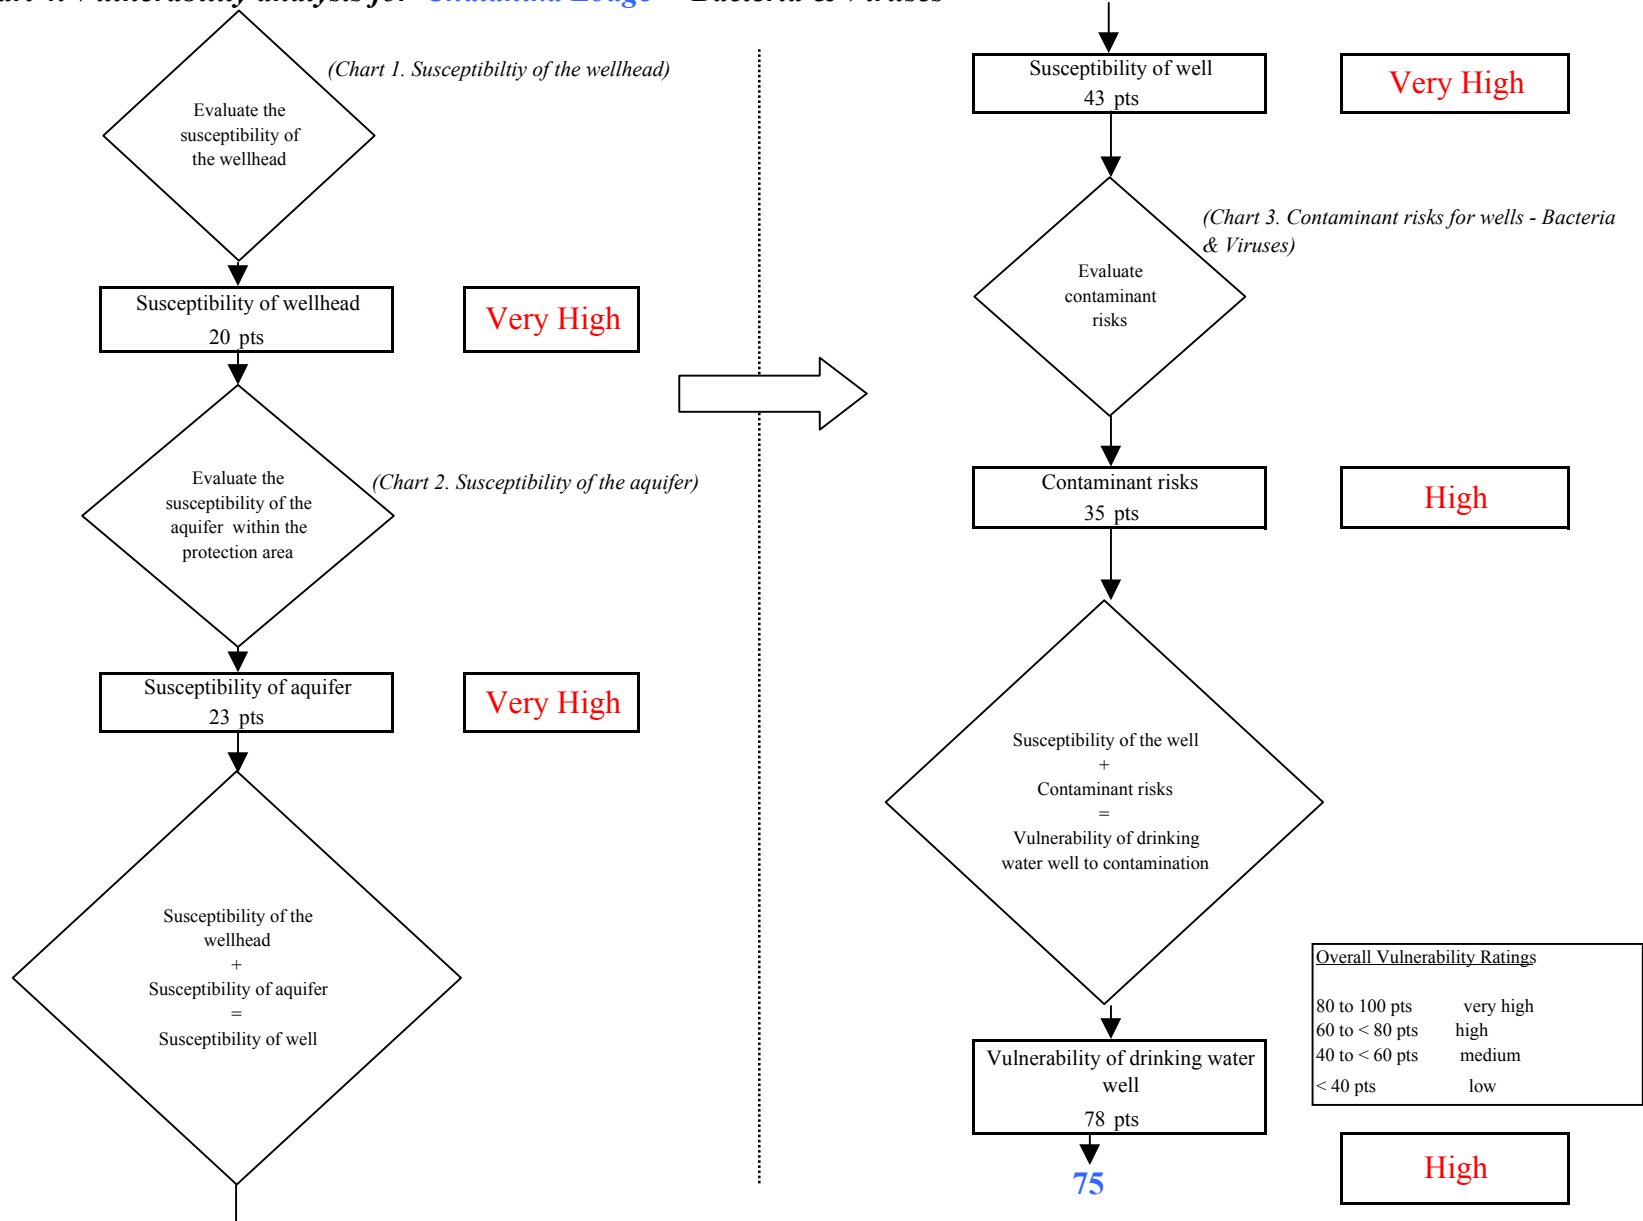 Vulnerability analysis for
Bacteria & Viruses
(Chart 1. Susceptibiltiy of the wellhead)
Evaluate the
susceptibility of
the wellhead
Susceptibility of wellhead
20 pts
Very High
Evaluate the
susceptibility of the
aquifer within the
protection area
(Chart 2. Susceptibility of the aquifer)
Susceptibility of aquifer
23 pts
Very High
Susceptibility of the
wellhead
+
Susceptibility of aquifer
=
Susceptibility of well
Susceptibility of well
43 pts
Very High
(Chart 3. Contaminant risks for wells - Bacteria
& Viruses)
Evaluate
contaminant
risks
Contaminant risks
35 pts
High
Susceptibility of the well
+
Contaminant risks
=
Vulnerability of drinking
water well to contamination
Overall Vulnerability Ratings
80 to 100 pts very high
60 to < 80 pts high
40 to < 60 pts medium
< 40 pts low
Vulnerability of drinking water
well
78 pts
75
High